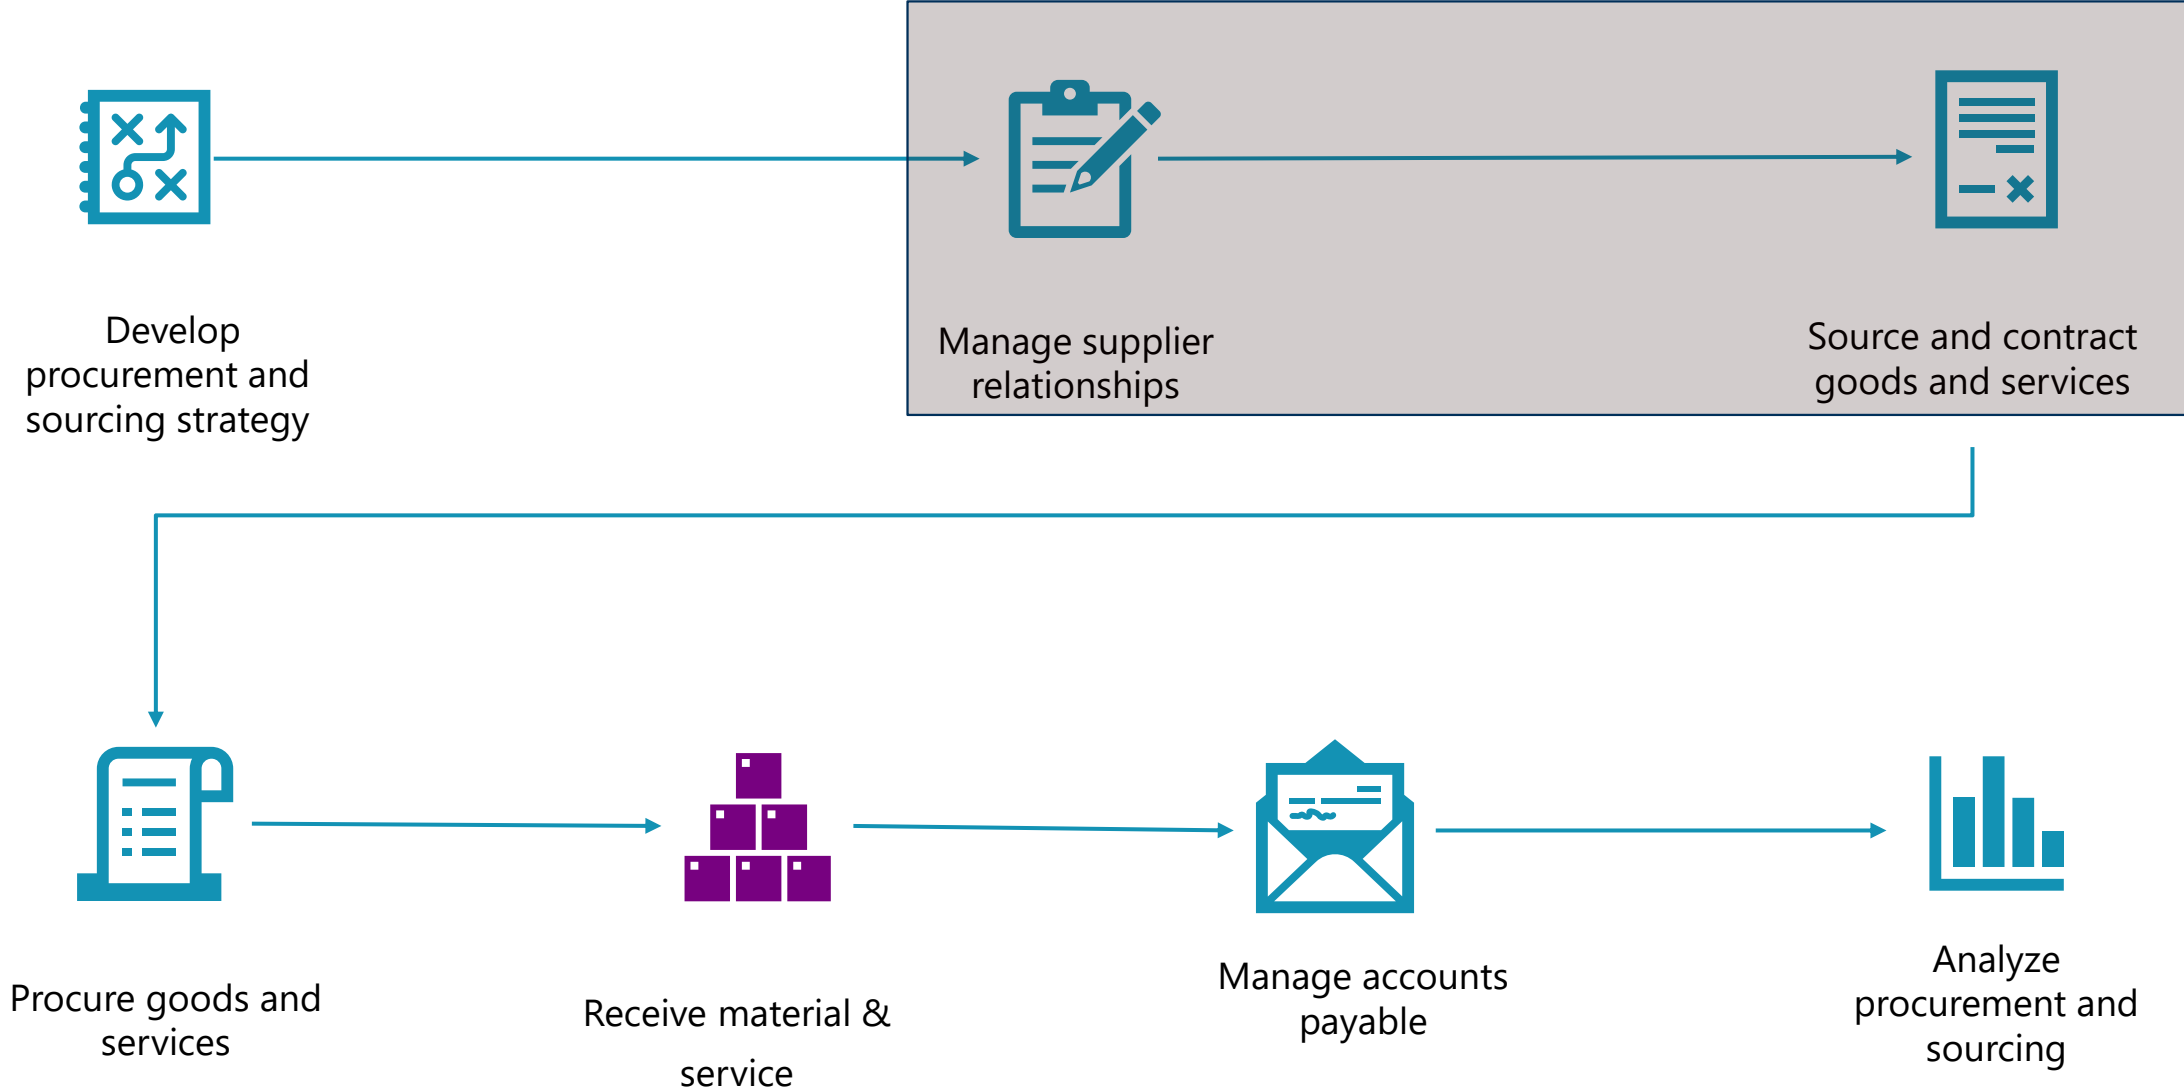 Develop
procurement and
sourcing strategy
Manage supplier
relationships
Source and contract
goods and services
Procure goods and
services
Receive material &
service
Manage accounts
payable
Analyze
procurement and
sourcing